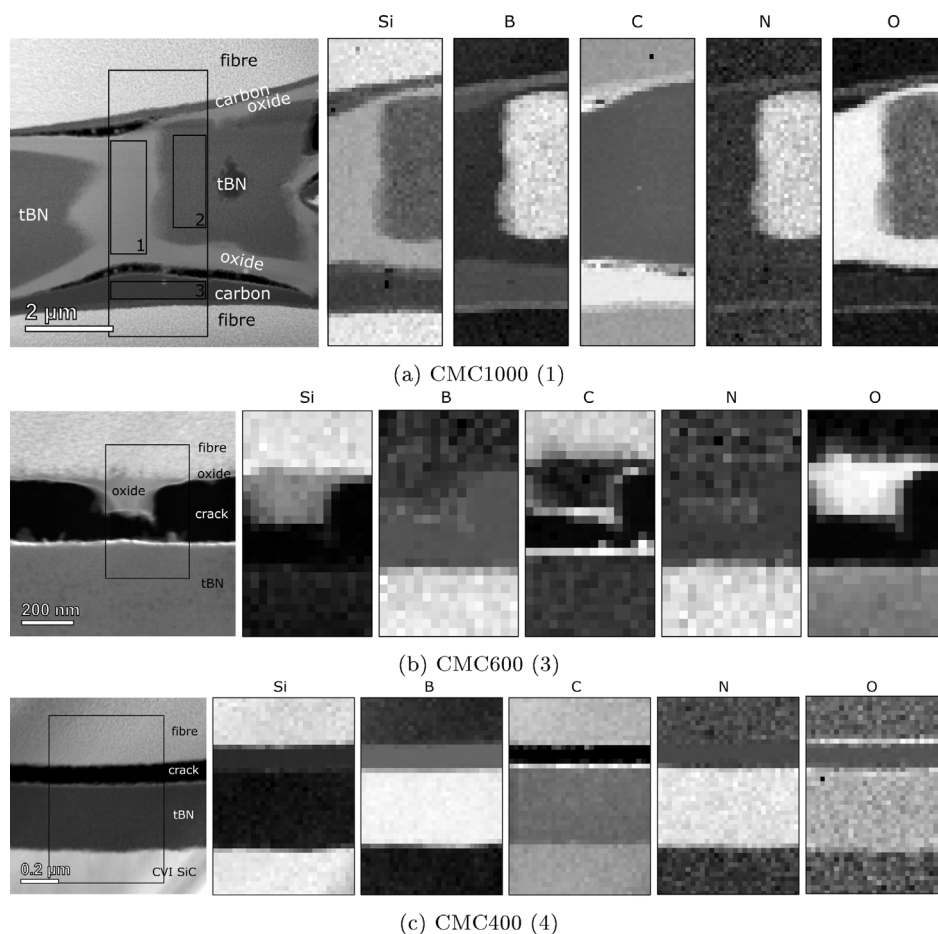 Si B C N O
fibre
carbon
oxide
tBN
tBN
2
1
oxide
3
carbon
fibre
2 µm
(a) CMC1000 (1)
Si B C N O
fibre
oxide
oxide
crack
tBN
200 nm
(b) CMC600 (3)
Si B C N O
fibre
crack
tBN
0.2 µm
CVI SiC
(c) CMC400 (4)